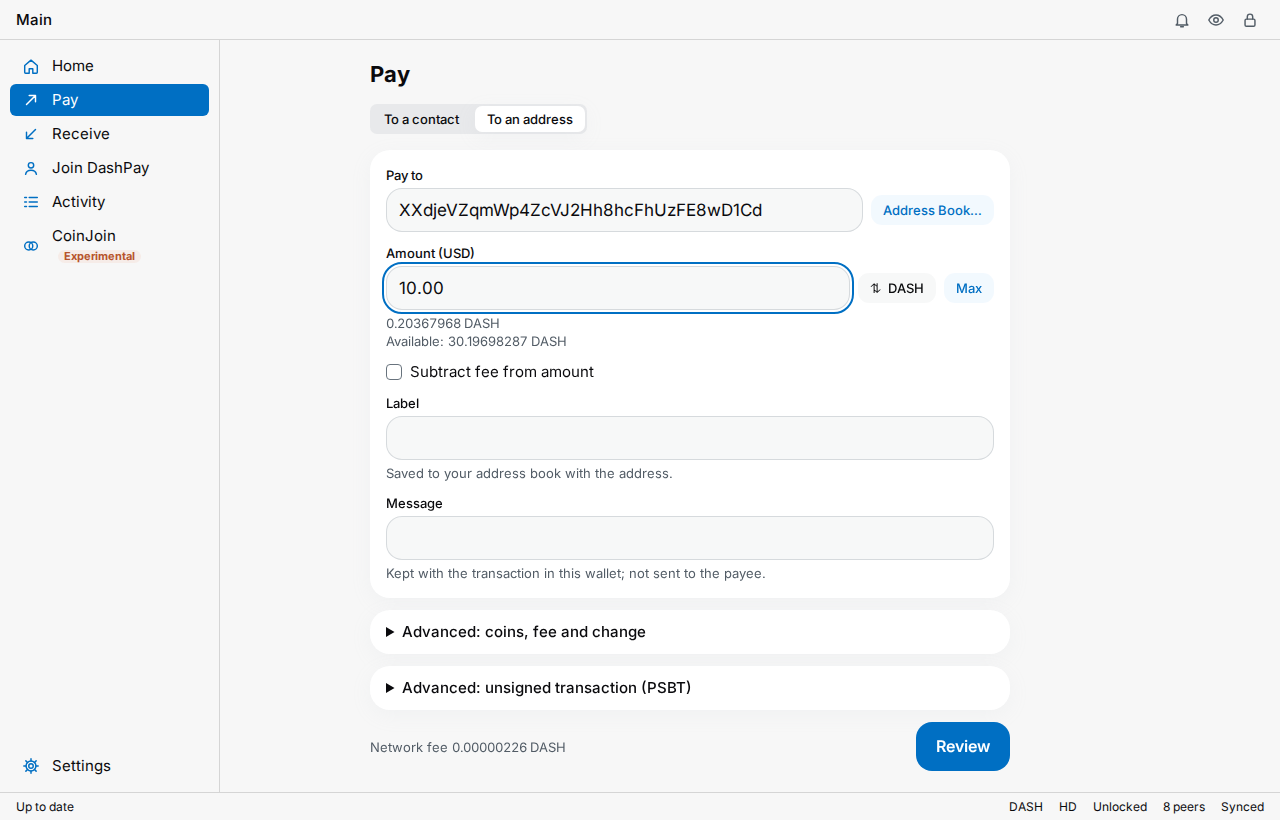 Main
Home
Pay
Receive
Join DashPay
Activity
CoinJoin
Experimental
Settings
Pay
To a contact
To an address
Pay to
XXdjeVZqmWp4ZcVJ2Hh8hcFhUzFE8wD1Cd
Address Book...
Amount (USD)
10.00
⇅ DASH
Max
0.20367968 DASH
Available: 30.19698287 DASH
Subtract fee from amount
Label
Saved to your address book with the address.
Message
Kept with the transaction in this wallet; not sent to the payee.
Advanced: coins, fee and change
Advanced: unsigned transaction (PSBT)
Network fee 0.00000226 DASH
Review
Up to date
DASH HD Unlocked 8 peers Synced